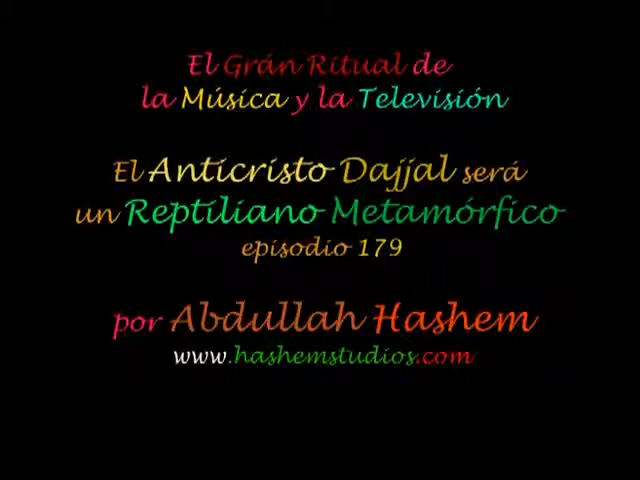 El Grán Ritual de
la Música y la Televisión
El Anticristo Dajjal será
un Reptiliano Metamórfico
episodio 179
por Abdullah Hashem
www.hashemstudios.com